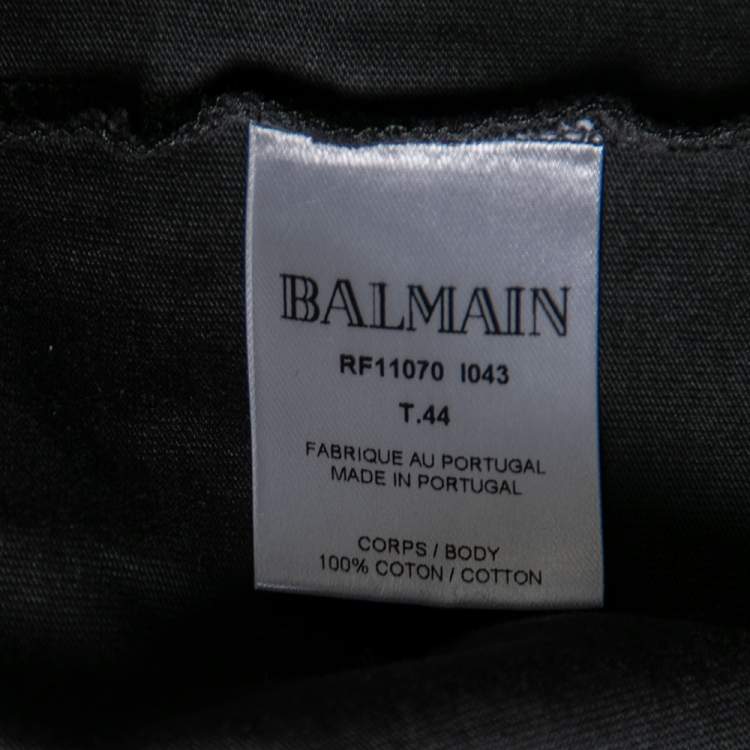 BALMAIN
RF11070 I043
T.44
FABRIQUE AU PORTUGAL
MADE IN PORTUGAL
CORPS / BODY
100% COTON / COTTON